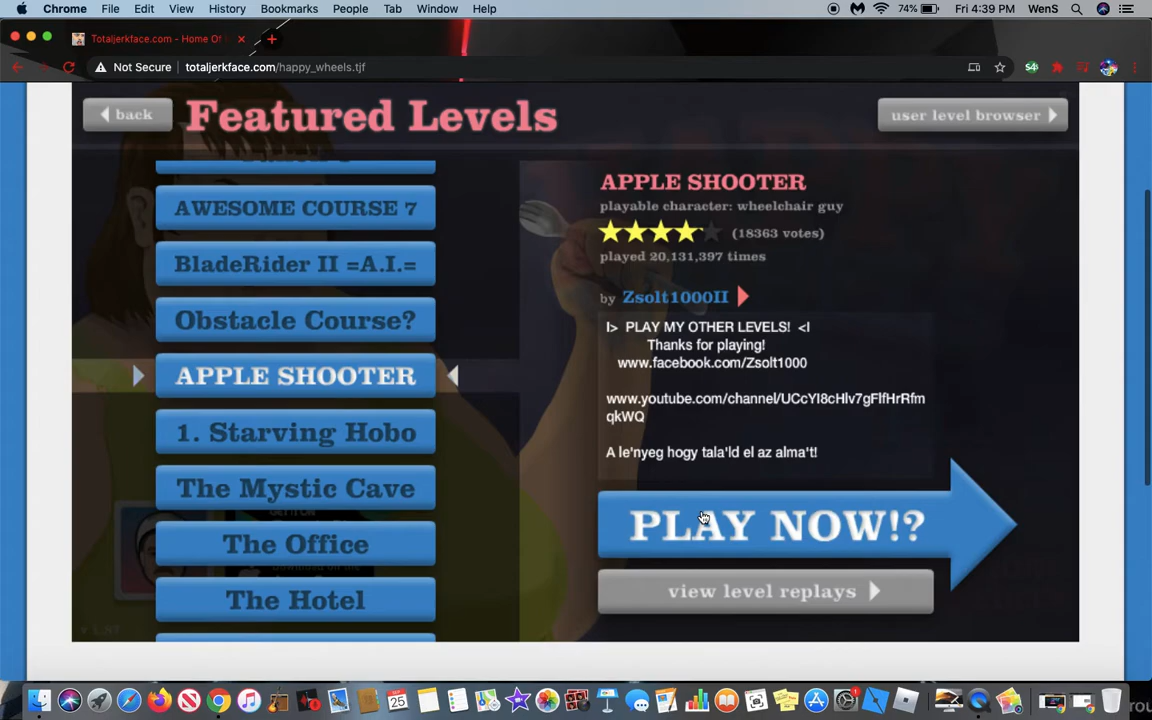 Chrome File Edit View History Bookmarks People Tab Window Help 74% Fri 4:39 PM WenS
Totaljerkface.com - Home Of
Not Secure totaljerkface.com/happy_wheels.tjf
back Featured Levels user level browser
AWESOME COURSE 7
BladeRider II =A.I.=
Obstacle Course?
APPLE SHOOTER
1. Starving Hobo
The Mystic Cave
The Office
The Hotel
APPLE SHOOTER
playable character: wheelchair guy
(18363 votes)
played 20,131,397 times
by Zsolt1000II
I> PLAY MY OTHER LEVELS! <I
Thanks for playing!
www.facebook.com/Zsolt1000
www.youtube.com/channel/UCcYI8cHlv7gFlfHrRfm
qkWQ
A le'nyeg hogy tala'ld el az alma't!
PLAY NOW!?
view level replays
SEP
25